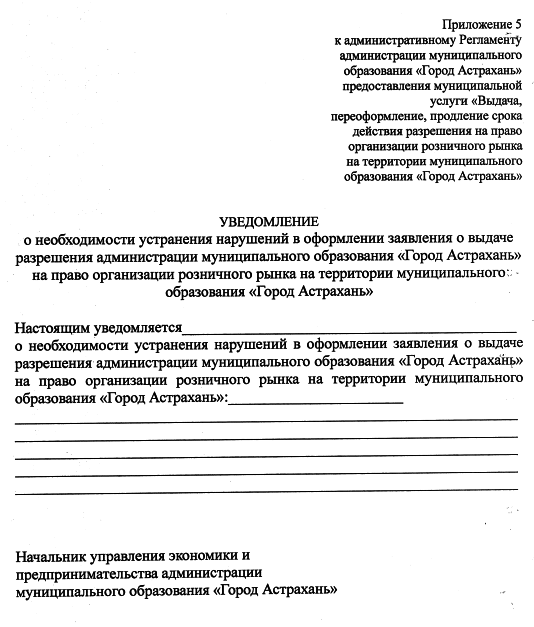 Приложение 5
к административному Регламенту
администрации муниципального
образования «Город Астрахань»
предоставления муниципальной
услуги «Выдача,
переоформление, продление срока
действия разрешения на право
организации розничного рынка
на территории муниципального
образования «Город Астрахань»
УВЕДОМЛЕНИЕ
о необходимости устранения нарушений в оформлении заявления о выдаче
разрешения администрации муниципального образования «Город Астрахань»
на право организации розничного рынка на территории муниципального
образования «Город Астрахань»
Настоящим уведомляется
о необходимости устранения нарушений в оформлении заявления о выдаче
разрешения администрации муниципального образования «Город Астрахань»
на право организации розничного рынка на территории муниципального
образования «Город Астрахань»:
Начальник управления экономики и
предпринимательства администрации
муниципального образования «Город Астрахань»